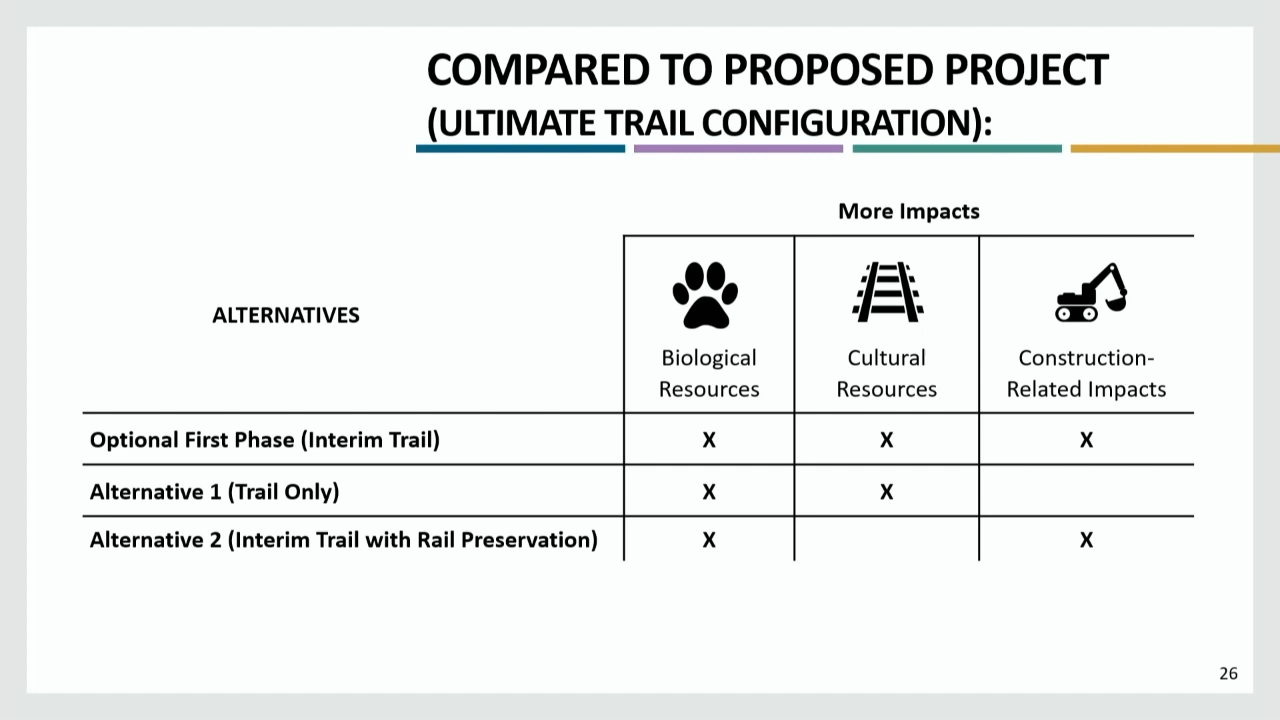 COMPARED TO PROPOSED PROJECT
(ULTIMATE TRAIL CONFIGURATION):
More Impacts
ALTERNATIVES
Biological
Resources
Cultural
Resources
Construction-
Related Impacts
Optional First Phase (Interim Trail) X X X
Alternative 1 (Trail Only) X X
Alternative 2 (Interim Trail with Rail Preservation) X X
26